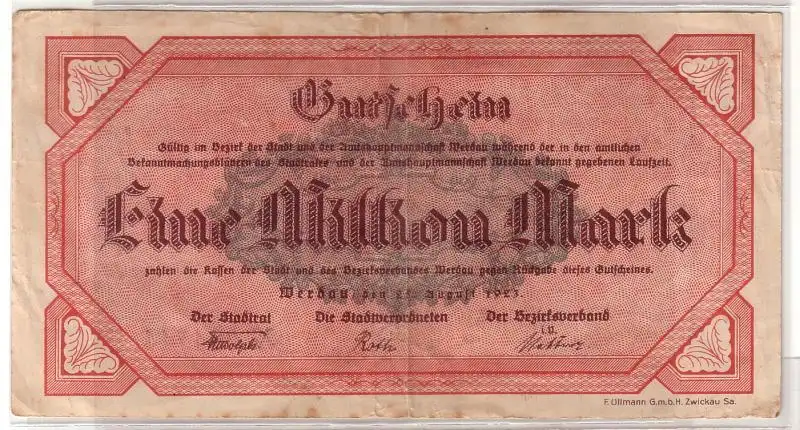 Gutschein
Gültig im Bezirk der Stadt und der Amtshauptmannschaft Werdau während der in den amtlichen
Bekanntmachungsblättern des Stadtrates und der Amtshauptmannschaft Werdau bekannt gegebenen Laufzeit.
Eine Million Mark
zahlen die Kassen der Stadt und des Bezirksverbandes Werdau gegen Rückgabe dieses Gutscheines.
Werdau, den August 1923.
Der Stadtrat Die Stadtverordneten Der Bezirksverband
i.V.
Rudolph Roth
F. Ullmann G.m.b.H. Zwickau Sa.